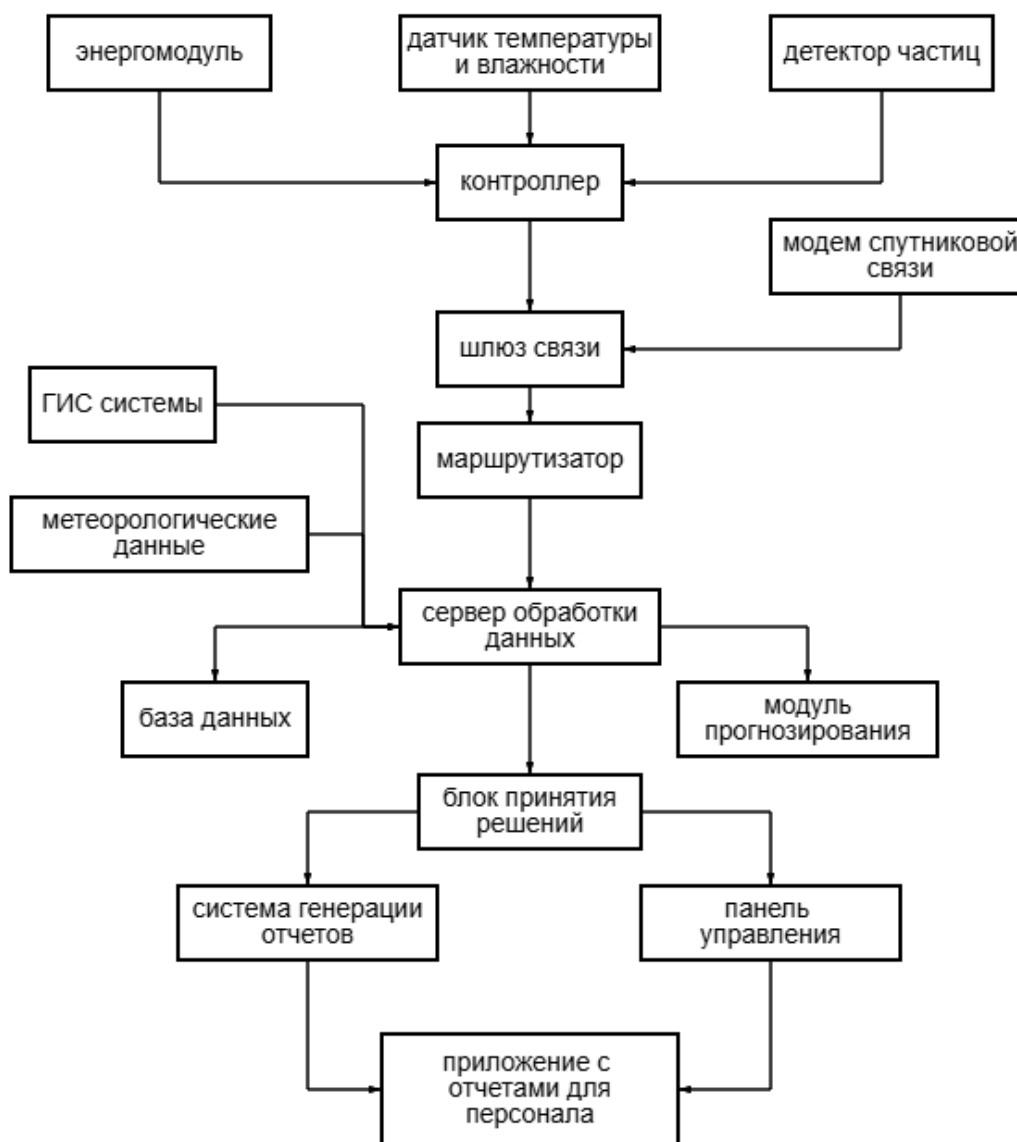 энергомодуль
датчик температуры
и влажности
детектор частиц
контроллер
модем спутниковой
связи
шлюз связи
ГИС системы
маршрутизатор
метеорологические
данные
сервер обработки
данных
база данных
модуль
прогнозирования
блок принятия
решений
система генерации
отчетов
панель
управления
приложение с
отчетами для
персонала